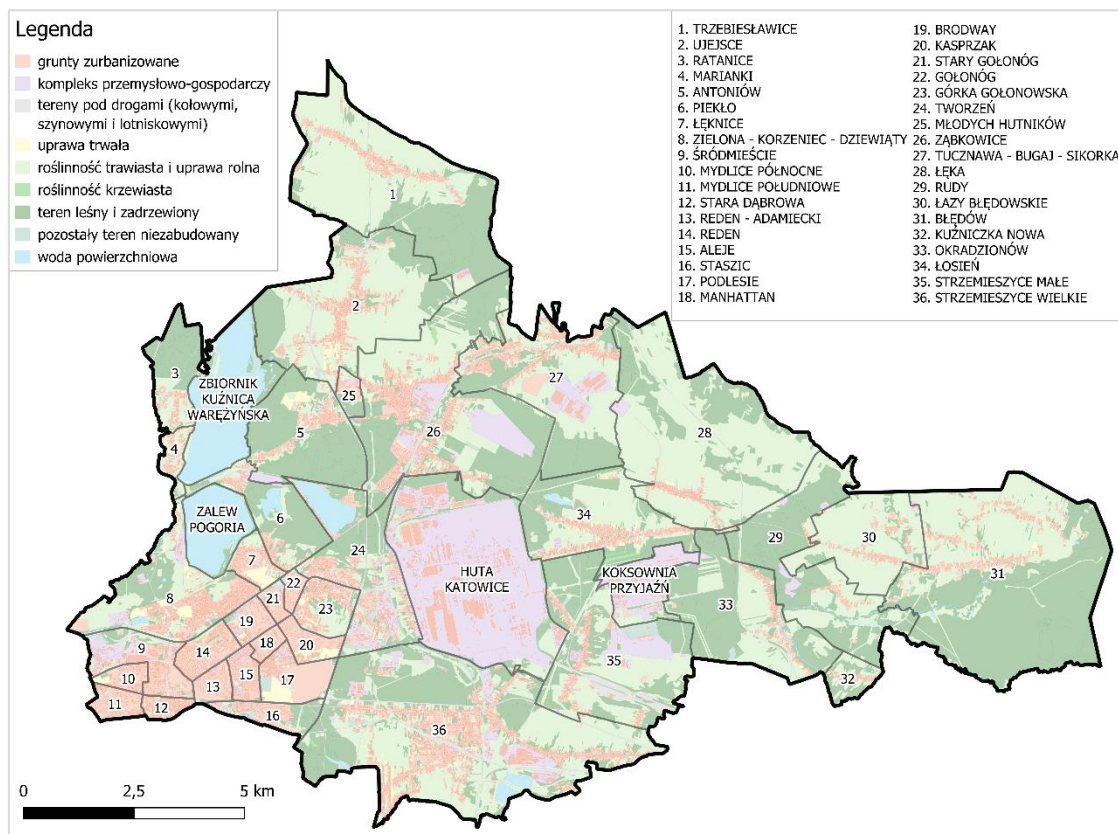 Legenda
grunty zurbanizowane
kompleks przemysłowo-gospodarczy
tereny pod drogami (kołowymi,
szynowymi i lotniskowymi)
uprawa trwała
roślinność trawiasta i uprawa rolna
roślinność krzewiasta
teren leśny i zadrzewiony
pozostały teren niezabudowany
woda powierzchniowa
1. TRZEBIESŁAWICE
2. UJEJSCE
3. RATANICE
4. MARIANKI
5. ANTONIÓW
6. PIEKŁO
7. ŁĘKNICE
8. ZIELONA - KORZENIEC - DZIEWIĄTY
9. ŚRÓDMIEŚCIE
10. MYDLICE PÓŁNOCNE
11. MYDLICE POŁUDNIOWE
12. STARA DĄBROWA
13. REDEN - ADAMIECKI
14. REDEN
15. ALEJE
16. STASZIC
17. PODLESIE
18. MANHATTAN
19. BRODWAY
20. KASPRZAK
21. STARY GOŁONÓG
22. GOŁONÓG
23. GÓRKA GOŁONOWSKA
24. TWORZEŃ
25. MŁODYCH HUTNIKÓW
26. ZĄBKOWICE
27. TUCZNAWA - BUGAJ - SIKORKA
28. ŁĘKA
29. RUDY
30. ŁAZY BŁĘDOWSKIE
31. BŁĘDÓW
32. KUŹNICZKA NOWA
33. OKRADZIONÓW
34. ŁOSIEŃ
35. STRZEMIESZYCE MAŁE
36. STRZEMIESZYCE WIELKIE
1
2
3
ZBIORNIK
KUŹNICA
WARĘŻYŃSKA
25
27
4
5
26
28
ZALEW
POGORIA
6
34
7
24
HUTA
KATOWICE
KOKSOWNIA
PRZYJAŹŃ
29
30
31
8
22
21
23
33
19
18
20
9
14
35
10
13
15
17
32
11
12
16
36
0
2,5
5 km